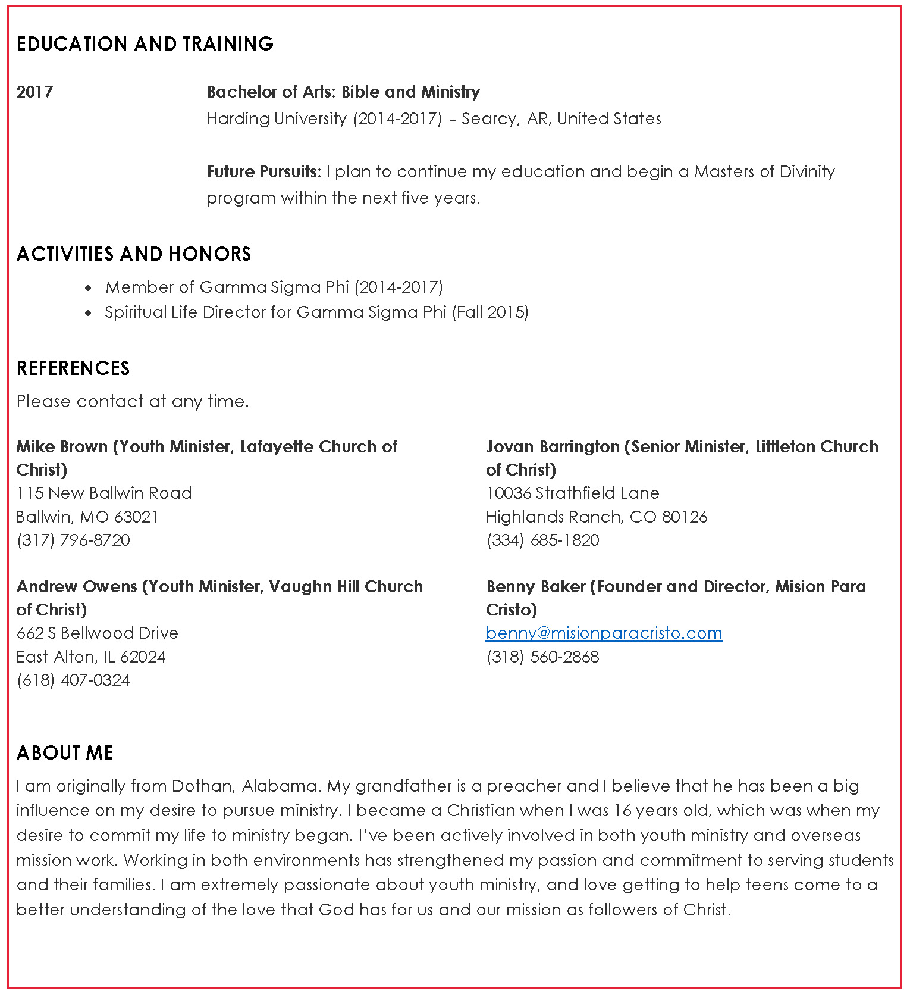 EDUCATION AND TRAINING
2017 Bachelor of Arts: Bible and Ministry
Harding University (2014-2017) – Searcy, AR, United States
Future Pursuits: I plan to continue my education and begin a Masters of Divinity
program within the next five years.
ACTIVITIES AND HONORS
• Member of Gamma Sigma Phi (2014-2017)
• Spiritual Life Director for Gamma Sigma Phi (Fall 2015)
REFERENCES
Please contact at any time.
Mike Brown (Youth Minister, Lafayette Church of
Christ)
115 New Ballwin Road
Ballwin, MO 63021
(317) 796-8720
Jovan Barrington (Senior Minister, Littleton Church
of Christ)
10036 Strathfield Lane
Highlands Ranch, CO 80126
(334) 685-1820
Andrew Owens (Youth Minister, Vaughn Hill Church
of Christ)
662 S Bellwood Drive
East Alton, IL 62024
(618) 407-0324
Benny Baker (Founder and Director, Mision Para
Cristo)
benny@misionparacristo.com
(318) 560-2868
ABOUT ME
I am originally from Dothan, Alabama. My grandfather is a preacher and I believe that he has been a big
influence on my desire to pursue ministry. I became a Christian when I was 16 years old, which was when my
desire to commit my life to ministry began. I’ve been actively involved in both youth ministry and overseas
mission work. Working in both environments has strengthened my passion and commitment to serving students
and their families. I am extremely passionate about youth ministry, and love getting to help teens come to a
better understanding of the love that God has for us and our mission as followers of Christ.